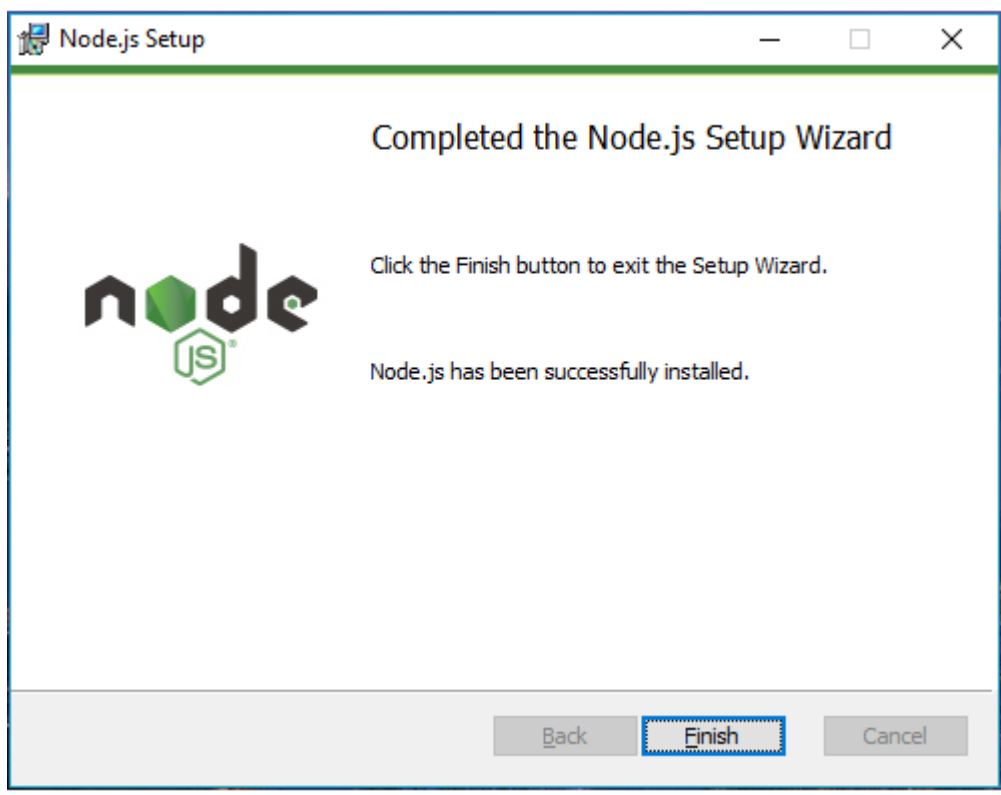 Node.js Setup
Completed the Node.js Setup Wizard
Click the Finish button to exit the Setup Wizard.
node
JS®
Node.js has been successfully installed.
Back Finish Cancel